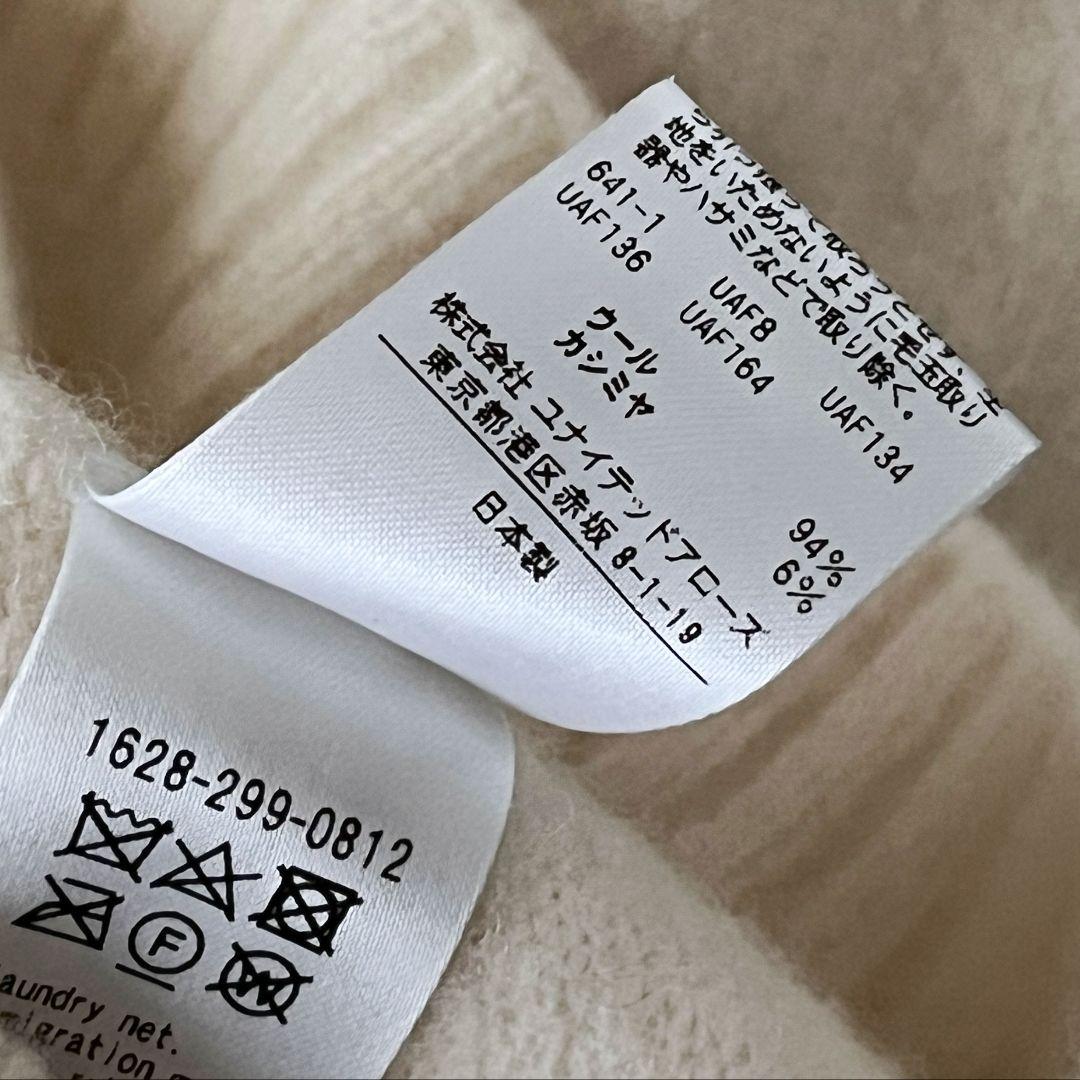 地をいためないように毛玉取り
器やハサミなどで取り除く。
641-1 UAF8 UAF134
UAF136 UAF164
ウール 94%
カシミヤ 6%
株式会社 ユナイテッドアローズ
東京都港区赤坂 8-1-19
日本製
1628-299-0812
F
W
laundry net.
migration